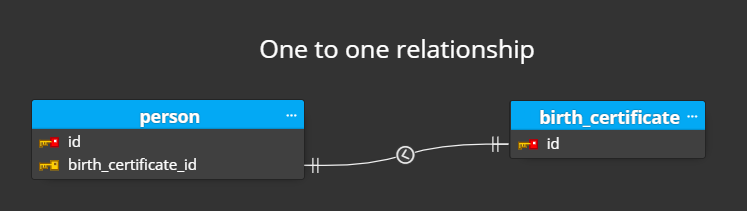 One to one relationship
person
id
birth_certificate_id
birth_certificate
id